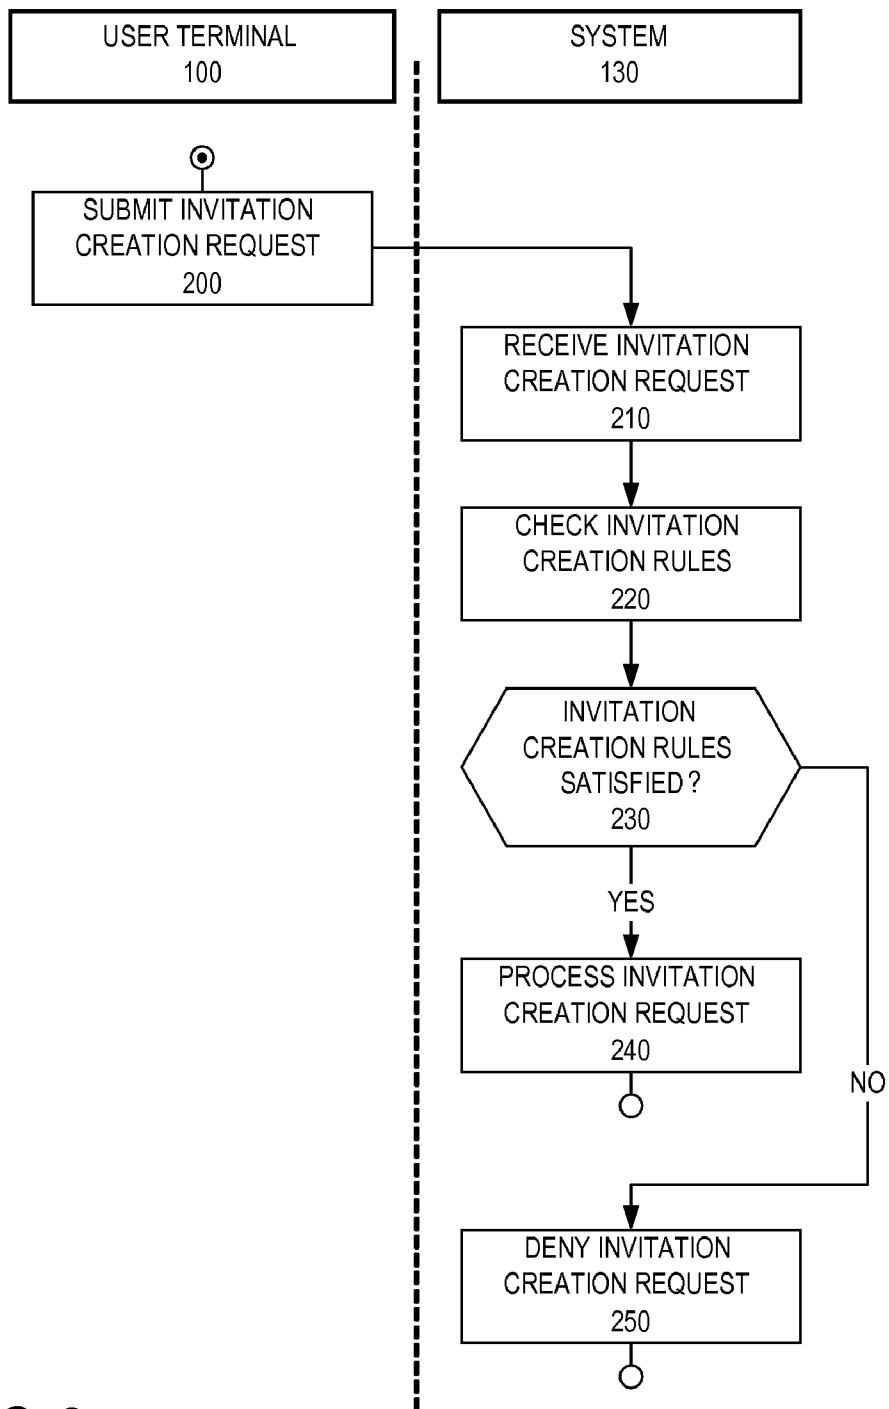 USER TERMINAL
100
SYSTEM
130
SUBMIT INVITATION
CREATION REQUEST
200
RECEIVE INVITATION
CREATION REQUEST
210
CHECK INVITATION
CREATION RULES
220
INVITATION
CREATION RULES
SATISFIED?
230
YES
PROCESS INVITATION
CREATION REQUEST
240
NO
DENY INVITATION
CREATION REQUEST
250